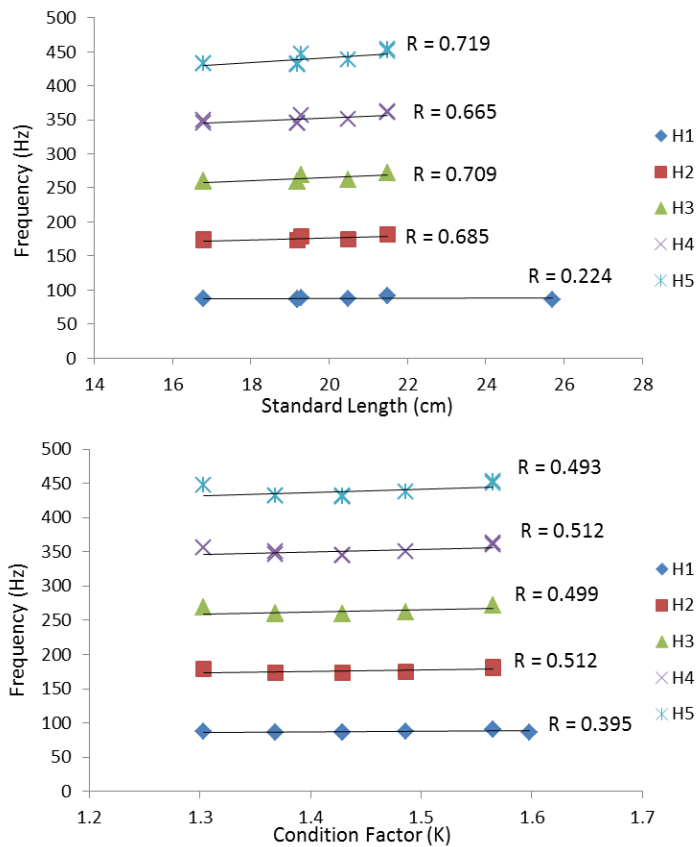 500
450
400
350
300
250
200
150
100
50
0
Frequency (Hz)
R = 0.719
R = 0.665
R = 0.709
R = 0.685
R = 0.224
H1
H2
H3
H4
H5
14 16 18 20 22 24 26 28
Standard Length (cm)
500
450
400
350
300
250
200
150
100
50
0
Frequency (Hz)
R = 0.493
R = 0.512
R = 0.499
R = 0.512
R = 0.395
H1
H2
H3
H4
H5
1.2 1.3 1.4 1.5 1.6 1.7
Condition Factor (K)